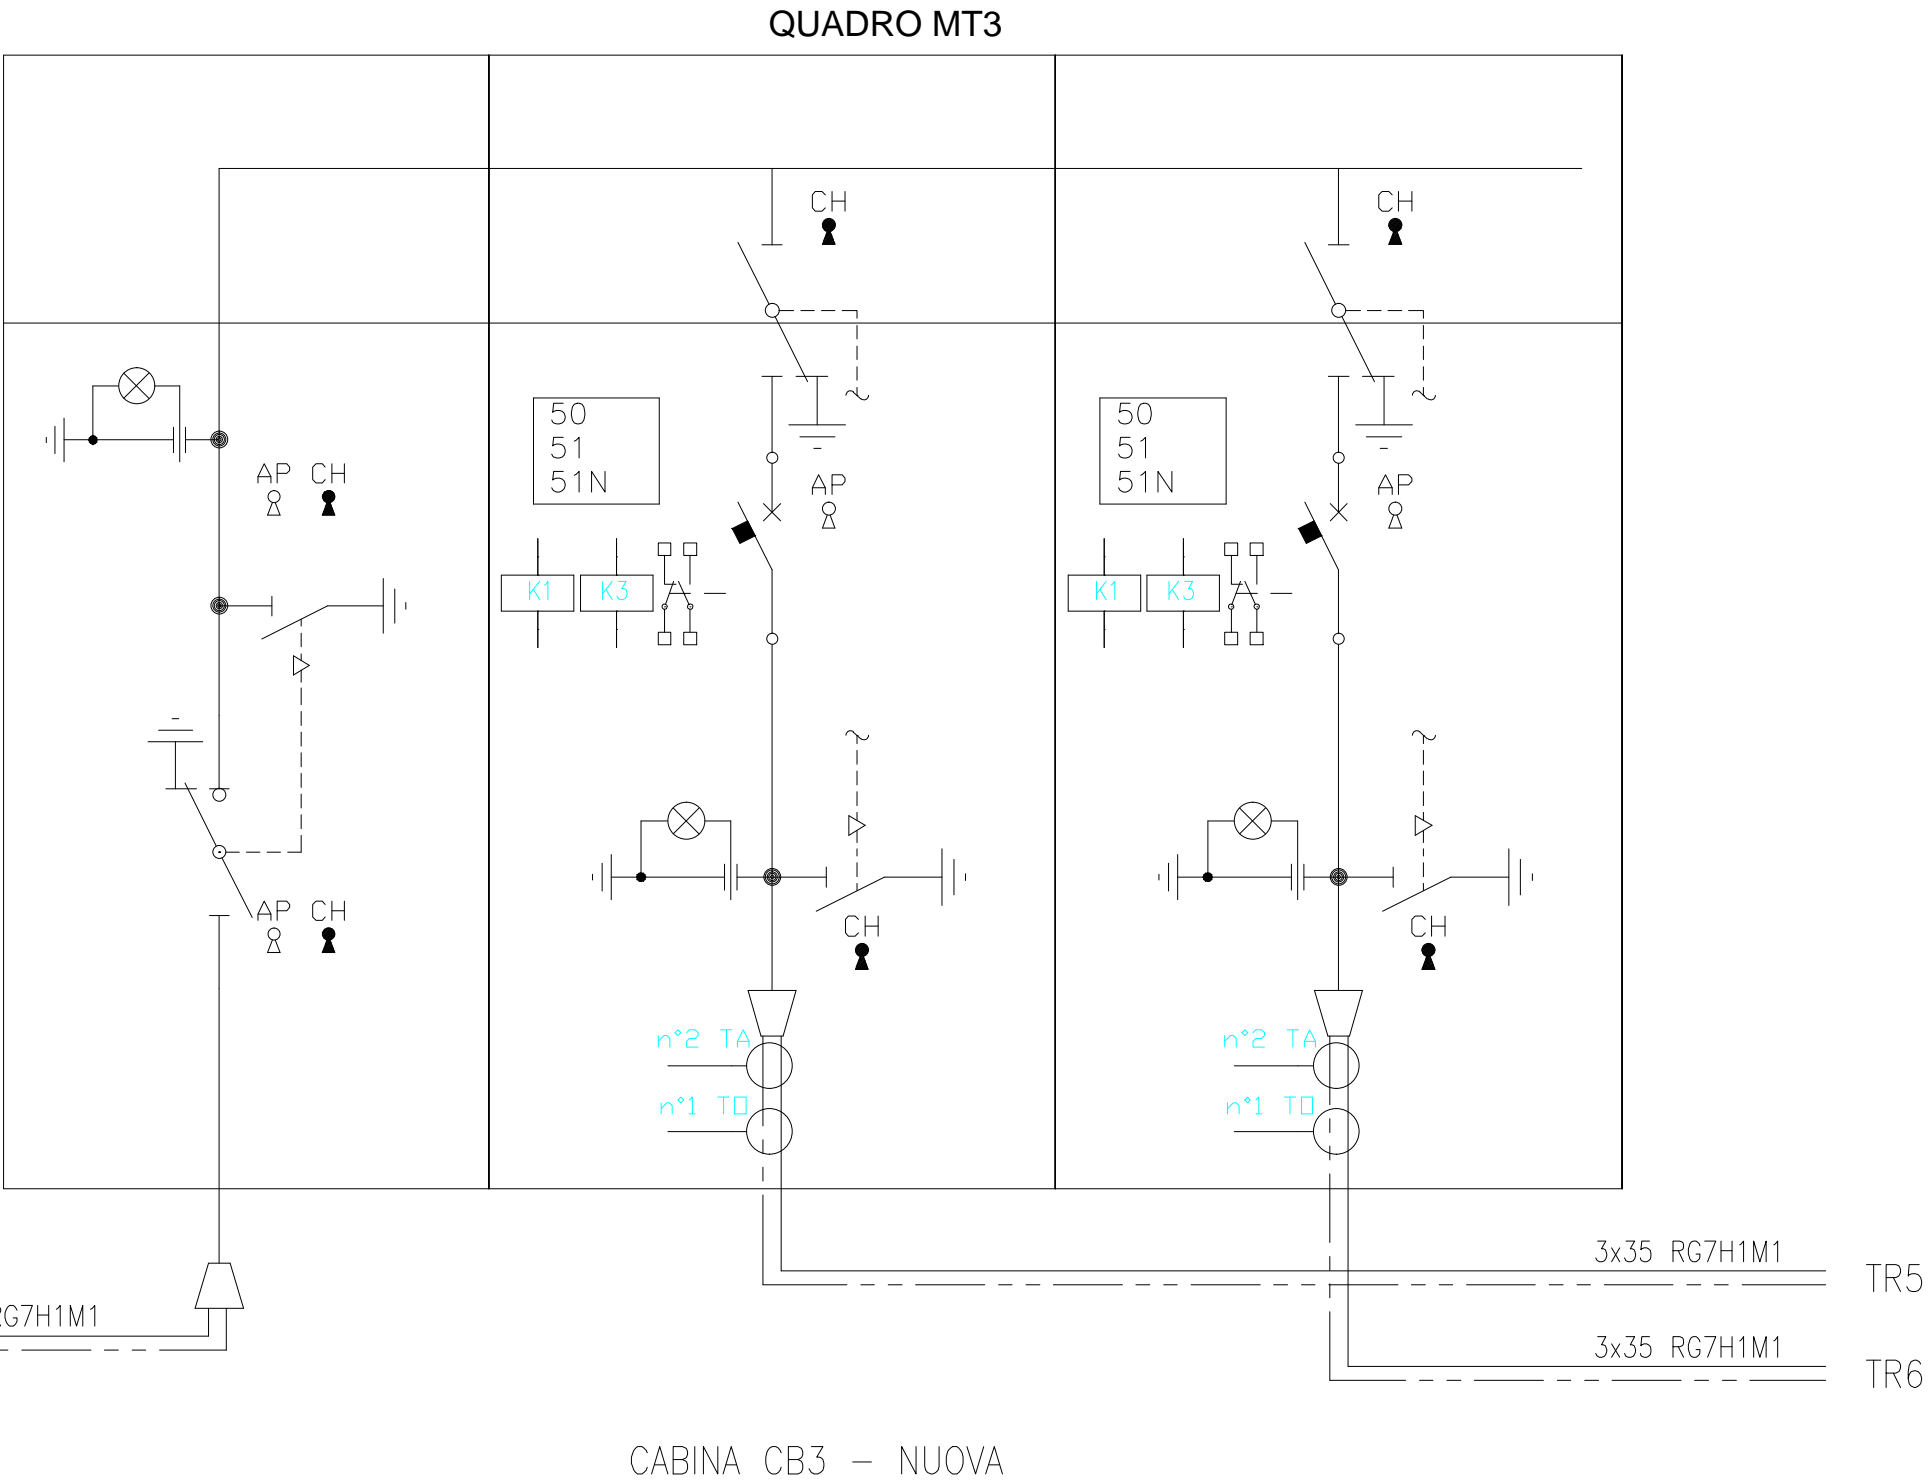 QUADRO MT3
CH
CH
50
51
51N
50
51
51N
AP CH
AP
AP
K1 K3
K1 K3
AP CH
CH
CH
n°2 TA
n°2 TA
n°1 TO
n°1 TO
3x35 RG7H1M1
TR5
RG7H1M1
3x35 RG7H1M1
TR6
CABINA CB3 – NUOVA